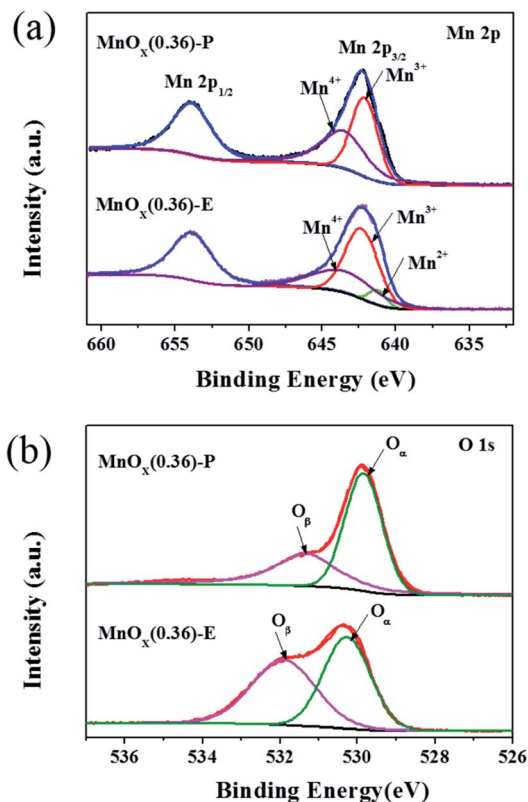 (a)
MnOₓ(0.36)-P
Mn 2p₃/₂
Mn 2p
Mn 2p₁/₂
Mn⁴⁺
Mn³⁺
MnOₓ(0.36)-E
Mn⁴⁺
Mn³⁺
Mn²⁺
Intensity (a.u.)
660 655 650 645 640 635
Binding Energy (eV)
(b)
MnOₓ(0.36)-P
O 1s
Oα
Oβ
MnOₓ(0.36)-E
Oβ
Oα
Intensity (a.u.)
536 534 532 530 528 526
Binding Energy(eV)